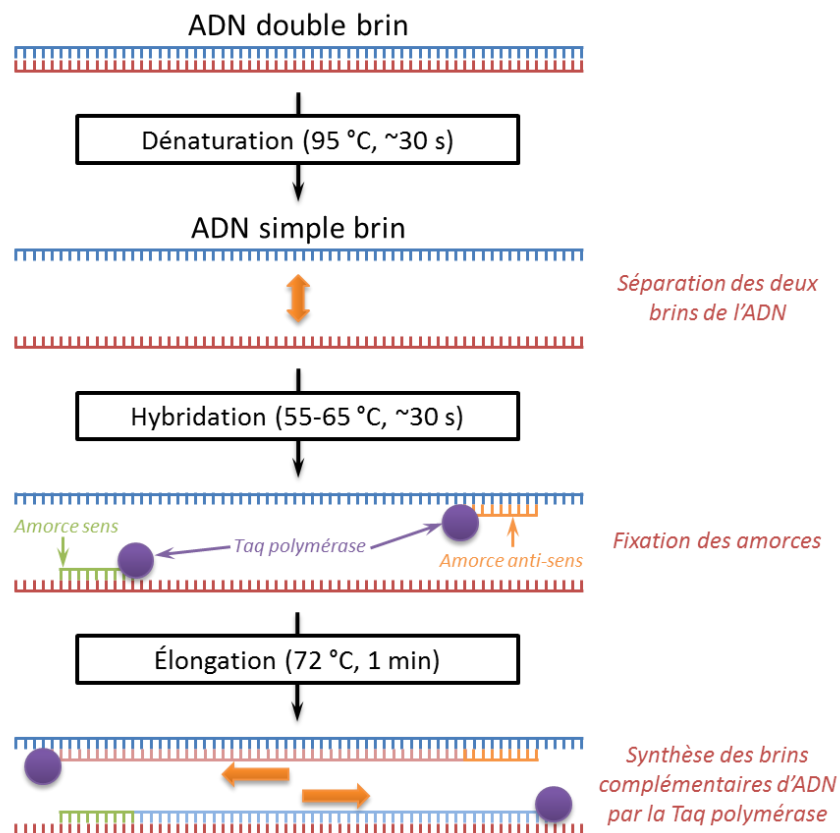 ADN double brin
Dénaturation (95 °C, ~30 s)
ADN simple brin
Séparation des deux
brins de l'ADN
Hybridation (55-65 °C, ~30 s)
Amorce sens
Taq polymérase
Amorce anti-sens
Fixation des amorces
Élongation (72 °C, 1 min)
Synthèse des brins
complémentaires d'ADN
par la Taq polymérase